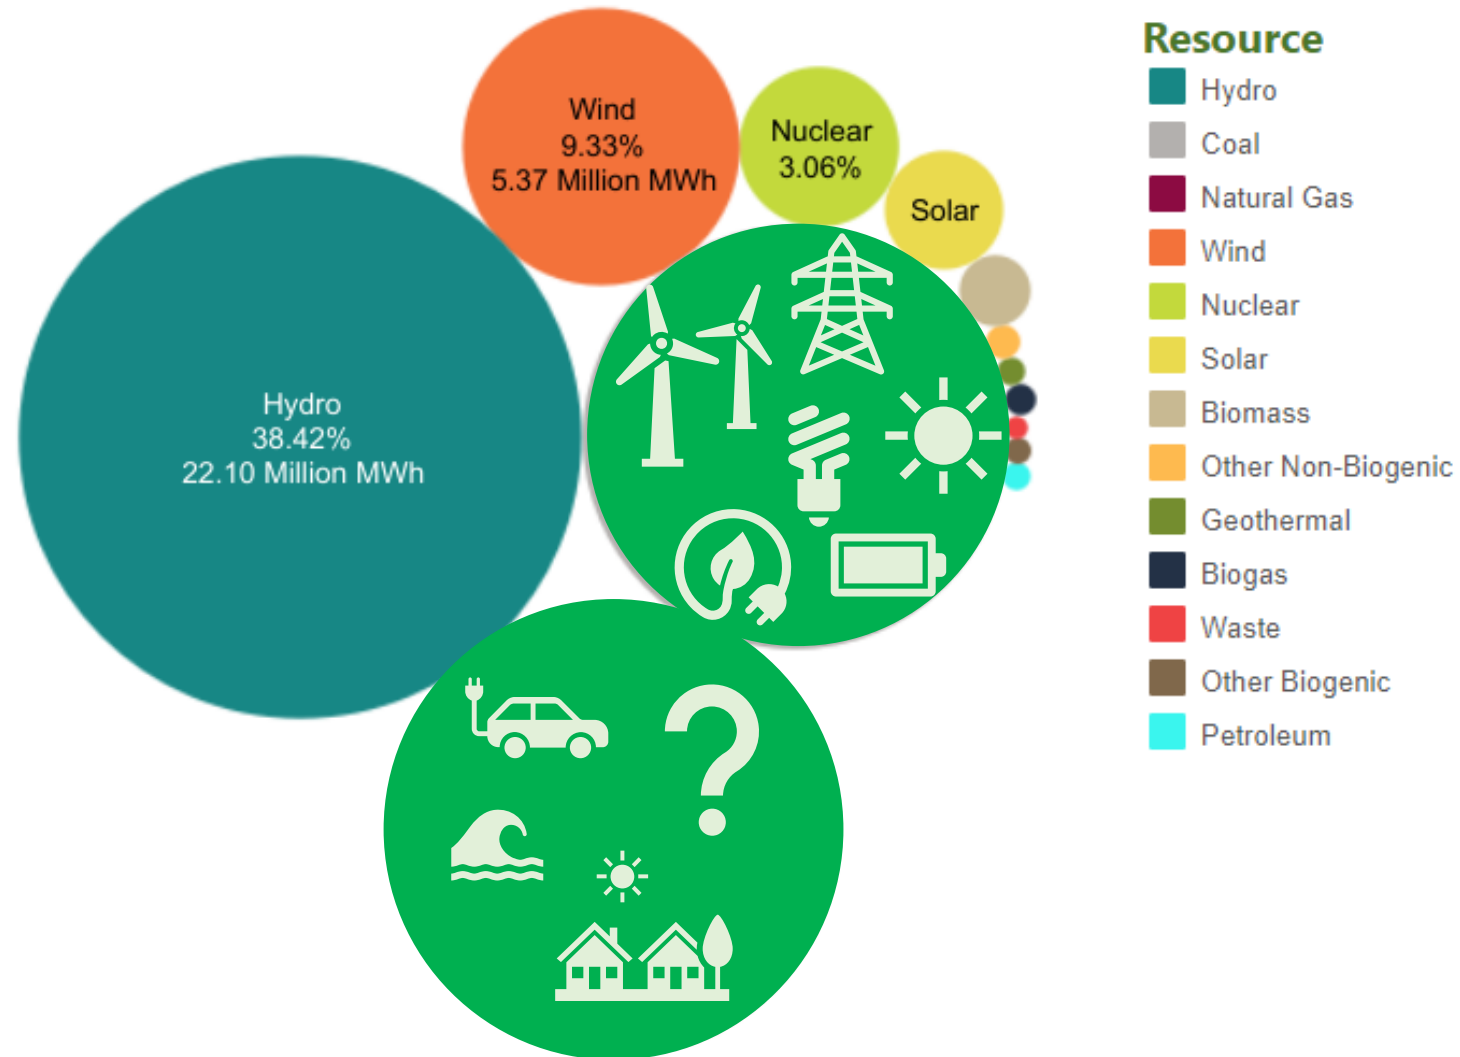 Wind
9.33%
5.37 Million MWh
Nuclear
3.06%
Solar
Hydro
38.42%
22.10 Million MWh
?
Resource
Hydro
Coal
Natural Gas
Wind
Nuclear
Solar
Biomass
Other Non-Biogenic
Geothermal
Biogas
Waste
Other Biogenic
Petroleum